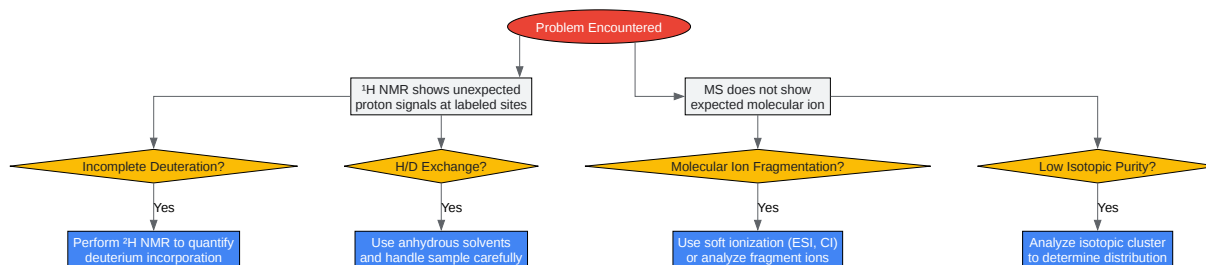 Problem Encountered
¹H NMR shows unexpected
proton signals at labeled sites
MS does not show
expected molecular ion
Incomplete Deuteration?
H/D Exchange?
Molecular Ion Fragmentation?
Low Isotopic Purity?
Yes
Yes
Yes
Yes
Perform ²H NMR to quantify
deuterium incorporation
Use anhydrous solvents
and handle sample carefully
Use soft ionization (ESI, CI)
or analyze fragment ions
Analyze isotopic cluster
to determine distribution